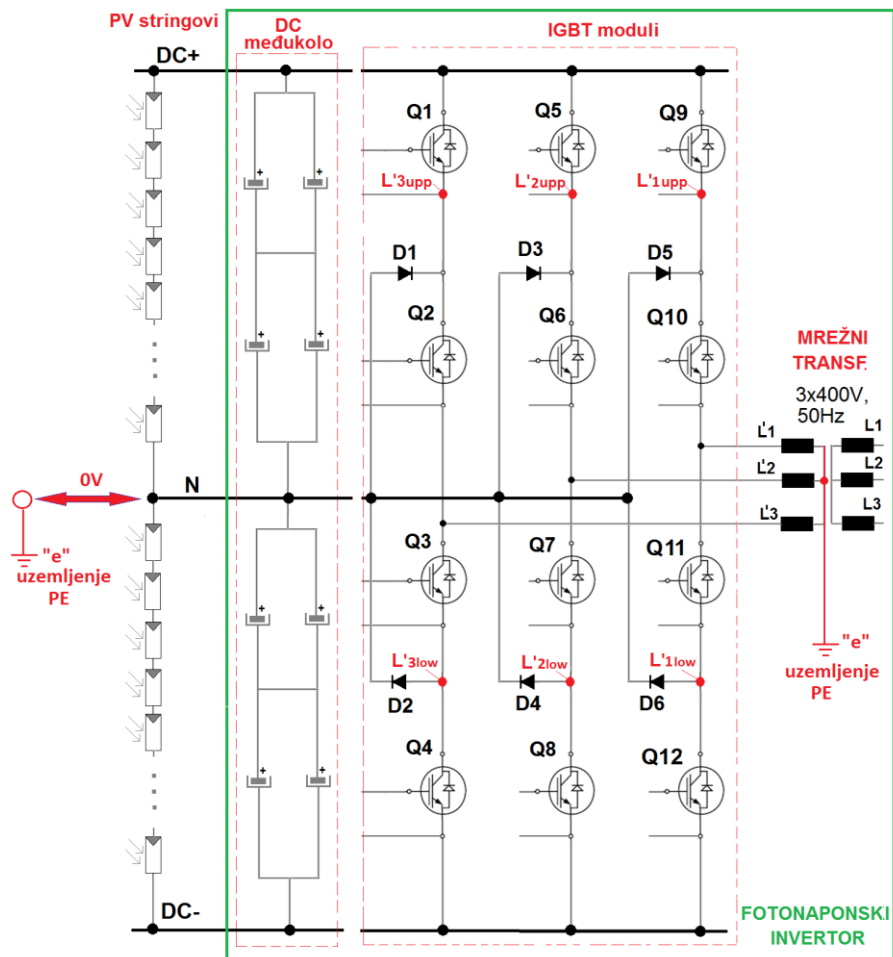 PV stringovi
DC
međukolo
IGBT moduli
DC+
Q1
Q5
Q9
L'3upp
L'2upp
L'1upp
D1
D3
D5
Q2
Q6
Q10
MREŽNI
TRANSF.
3x400V,
50Hz
L'1
L1
0V
N
L'2
L2
L'3
L3
"e"
uzemljenje
PE
Q3
Q7
Q11
L'3low
L'2low
L'1low
"e"
uzemljenje
PE
D2
D4
D6
Q4
Q8
Q12
DC-
FOTONAPONSKI
INVERTOR
+
+
+
+
+
+
+
+